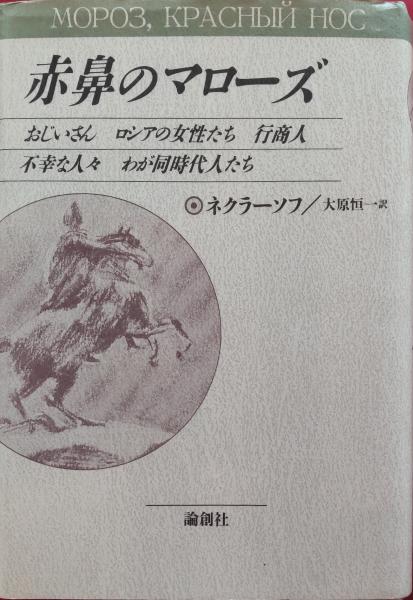 МОРОЗ, КРАСНЫЙ НОС
赤鼻のマローズ
おじいさん ロシアの女性たち 行商人
不幸な人々 わが同時代人たち
◉ネクラーソフ/大原恒一訳
論創社